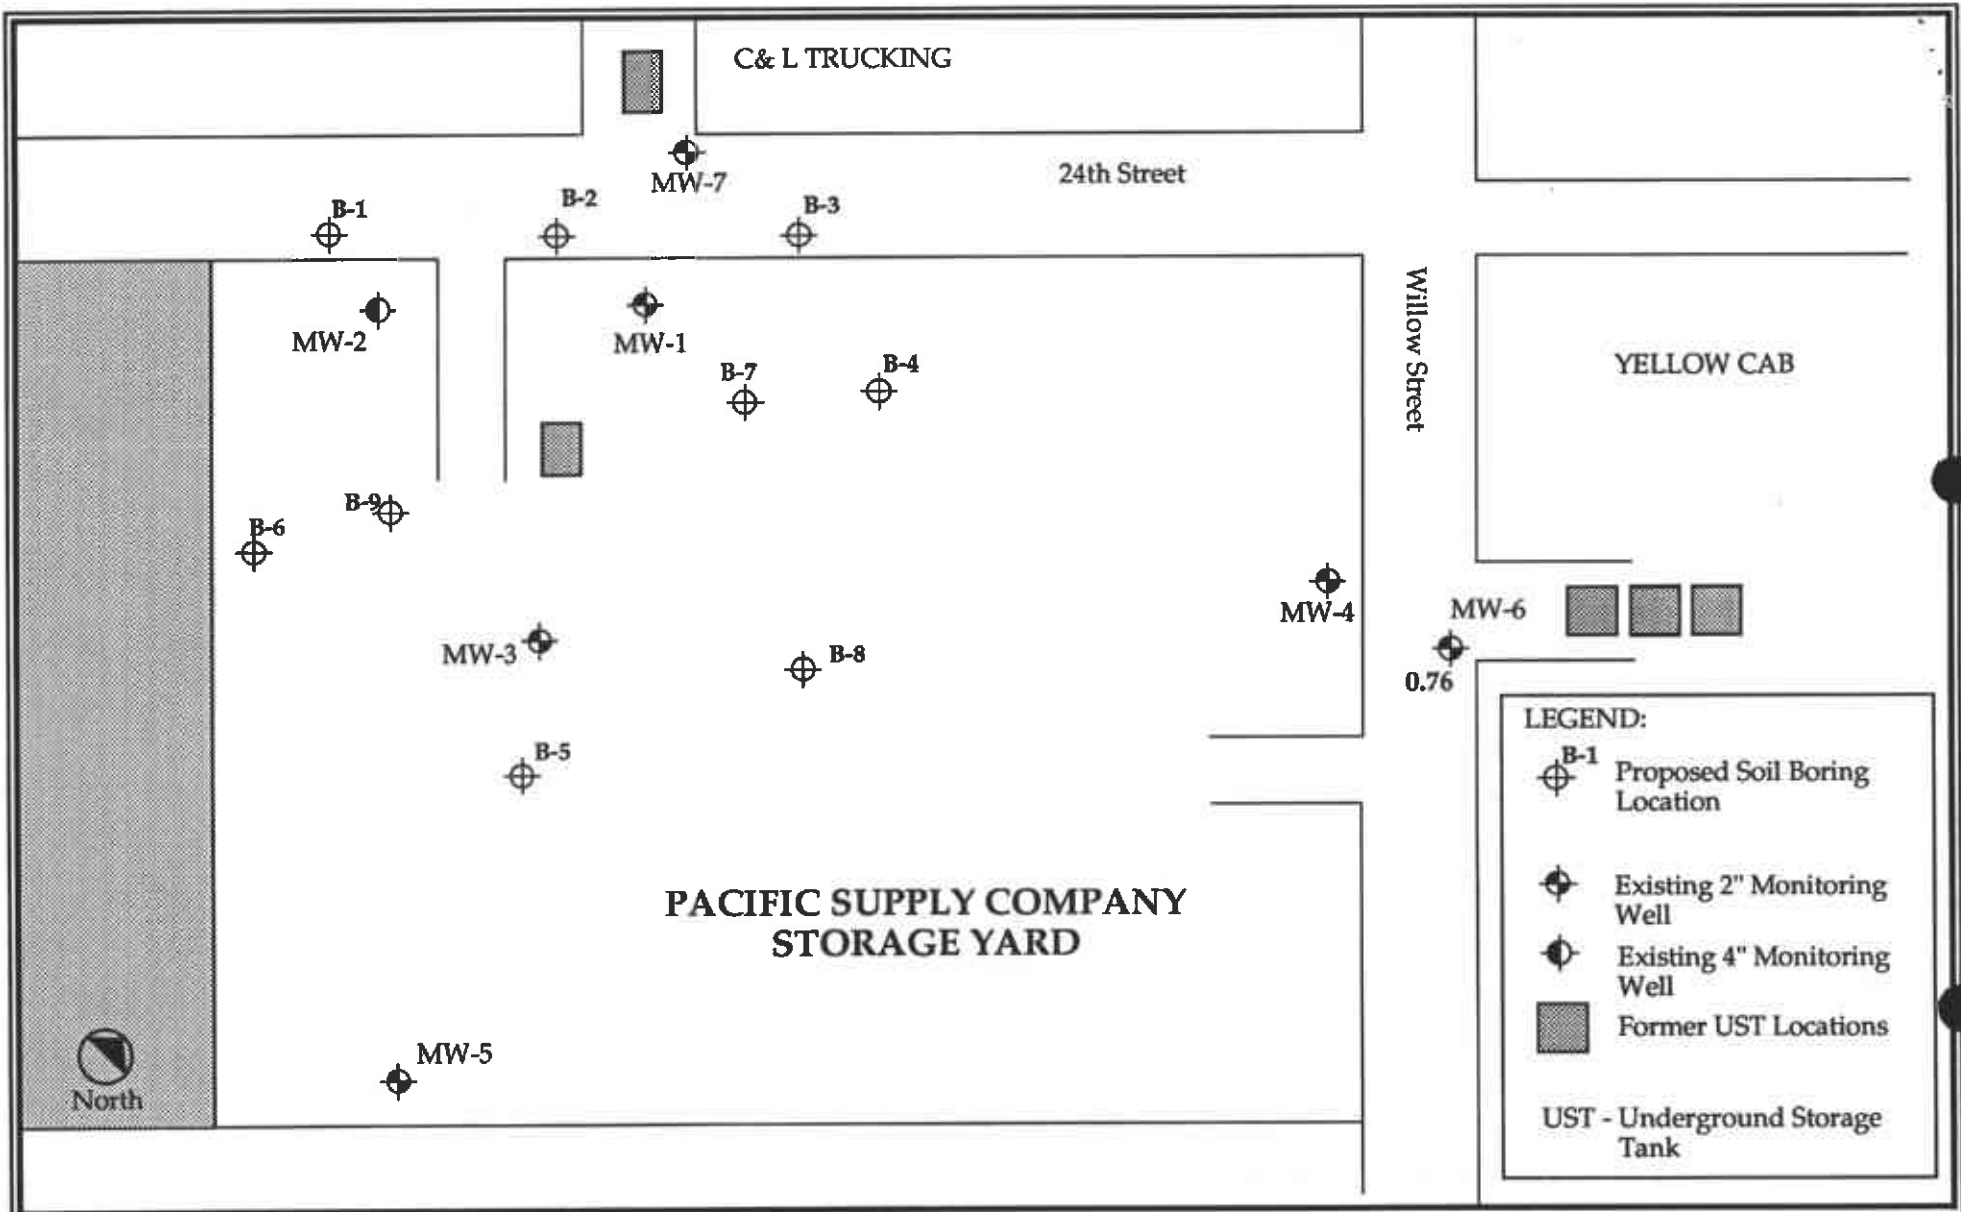 C& L TRUCKING
MW-7
24th Street
B-1
B-2
B-3
MW-2
MW-1
B-7
B-4
Willow Street
YELLOW CAB
B-9
B-6
MW-4
MW-6
MW-3
B-8
0.76
B-5
PACIFIC SUPPLY COMPANY
STORAGE YARD
MW-5
North
LEGEND:
B-1
Proposed Soil Boring
Location
Existing 2" Monitoring
Well
Existing 4" Monitoring
Well
Former UST Locations
UST - Underground Storage
Tank